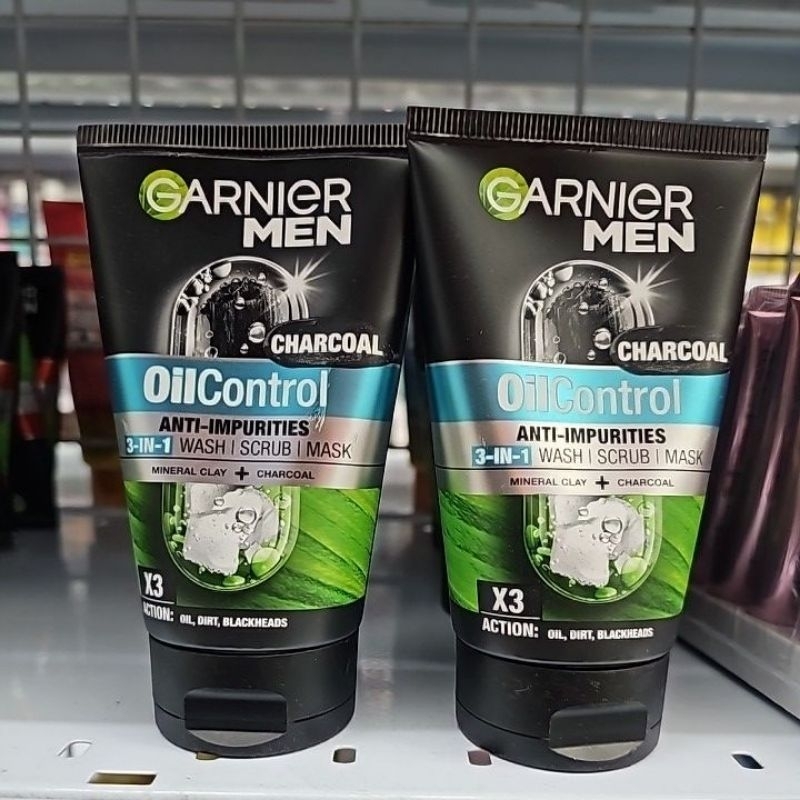 GARNIER
MEN
CHARCOAL
OilControl
ANTI-IMPURITIES
3-IN-1 WASH | SCRUB | MASK
MINERAL CLAY + CHARCOAL
X3
ACTION: OIL, DIRT, BLACKHEADS
GARNIER
MEN
CHARCOAL
OilControl
ANTI-IMPURITIES
3-IN-1 WASH | SCRUB | MASK
MINERAL CLAY + CHARCOAL
X3
ACTION: OIL, DIRT, BLACKHEADS